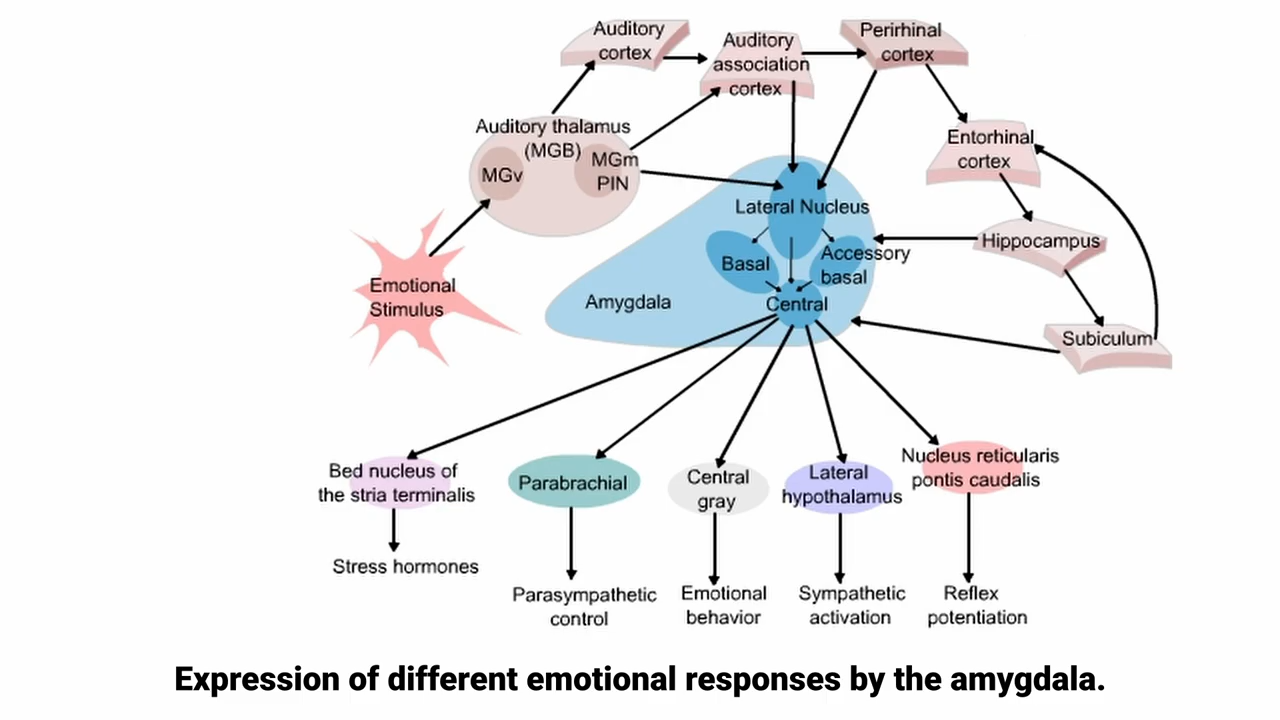 Auditory
cortex
Auditory
association
cortex
Perirhinal
cortex
Auditory thalamus
(MGB)
MGv
MGm
PIN
Entorhinal
cortex
Lateral Nucleus
Hippocampus
Basal
Accessory
basal
Emotional
Stimulus
Amygdala
Central
Subiculum
Bed nucleus of
the stria terminalis
Parabrachial
Central
gray
Lateral
hypothalamus
Nucleus reticularis
pontis caudalis
Stress hormones
Parasympathetic
control
Emotional
behavior
Sympathetic
activation
Reflex
potentiation
Expression of different emotional responses by the amygdala.